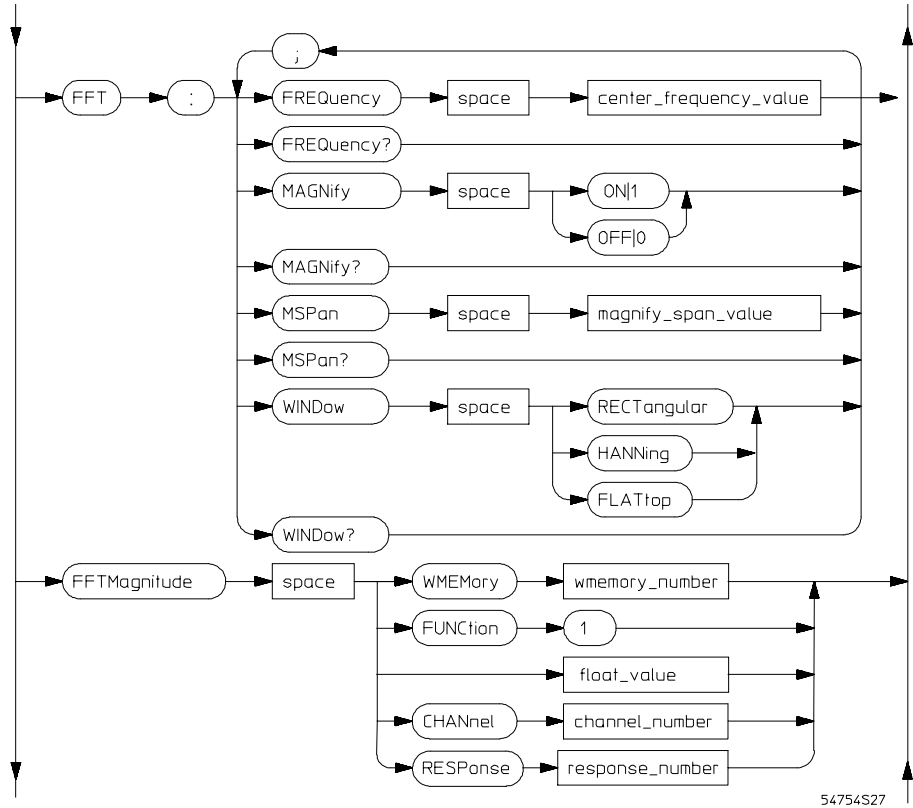 ;
FFT : FREQuency space center_frequency_value
FREQuency?
MAGNify space ON|1
OFF|0
MAGNify?
MSPan space magnify_span_value
MSPan?
WINDow space RECTangular
HANNing
FLATtop
WINDow?
FFTMagnitude space WMEMory wmemory_number
FUNCtion 1
float_value
CHANnel channel_number
RESPonse response_number
54754S27